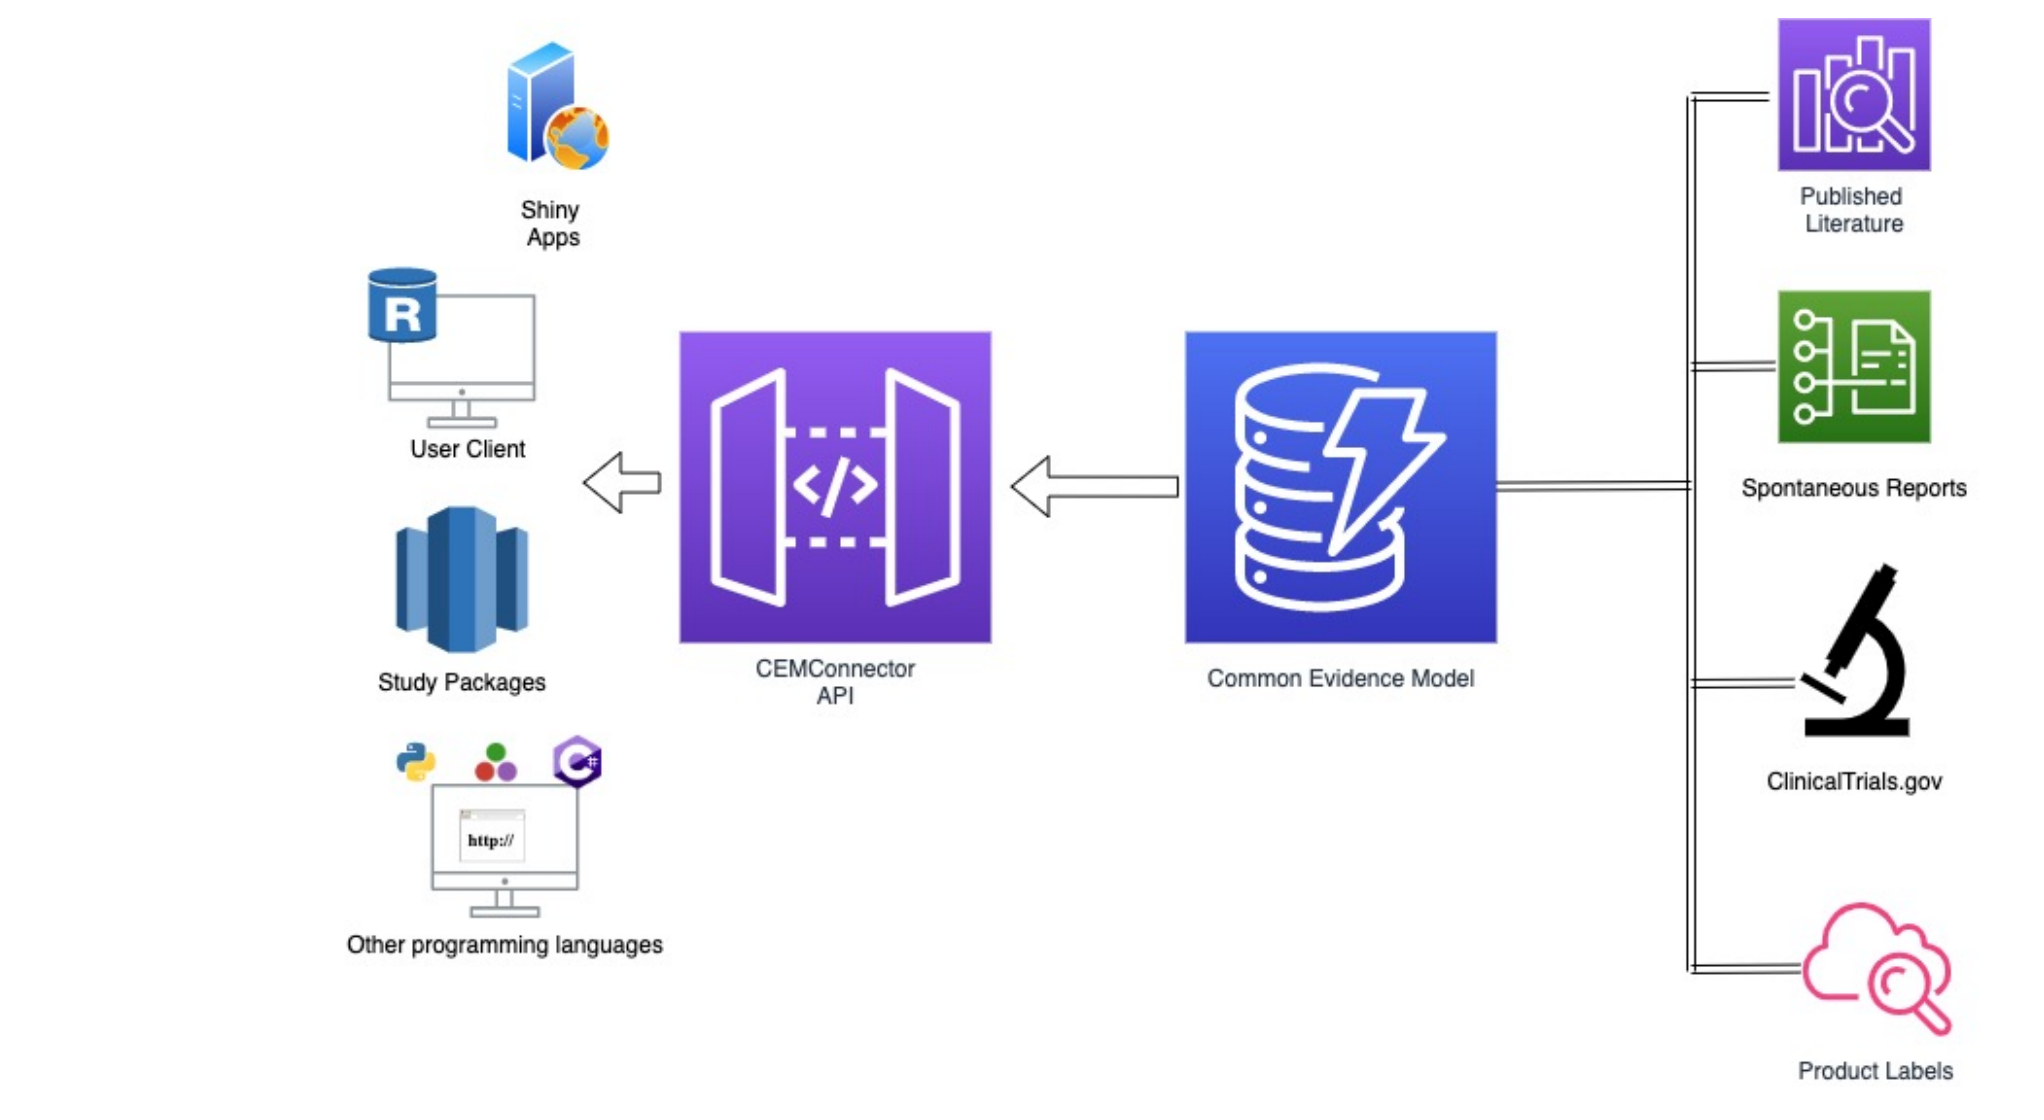 Shiny
Apps
R
User Client
Study Packages
C#
http://
Other programming languages
</>
CEMConnector
API
Common Evidence Model
Published
Literature
Spontaneous Reports
ClinicalTrials.gov
Product Labels